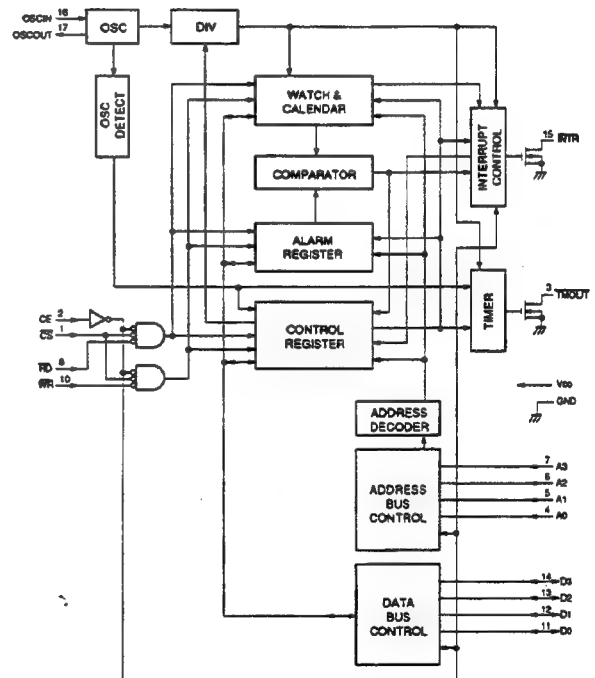 OSCIN 16
OSCOUT 17
OSC
DIV
OSC
DETECT
WATCH &
CALENDAR
COMPARATOR
ALARM
REGISTER
CONTROL
REGISTER
INTERRUPT
CONTROL
15 INTR
TIMER
3 TMOUT
CE 2
CS 1
RD 8
WR 10
VDD
GND
ADDRESS
DECODER
ADDRESS
BUS
CONTROL
7 A3
6 A2
5 A1
4 A0
DATA
BUS
CONTROL
14 D3
13 D2
12 D1
11 D0